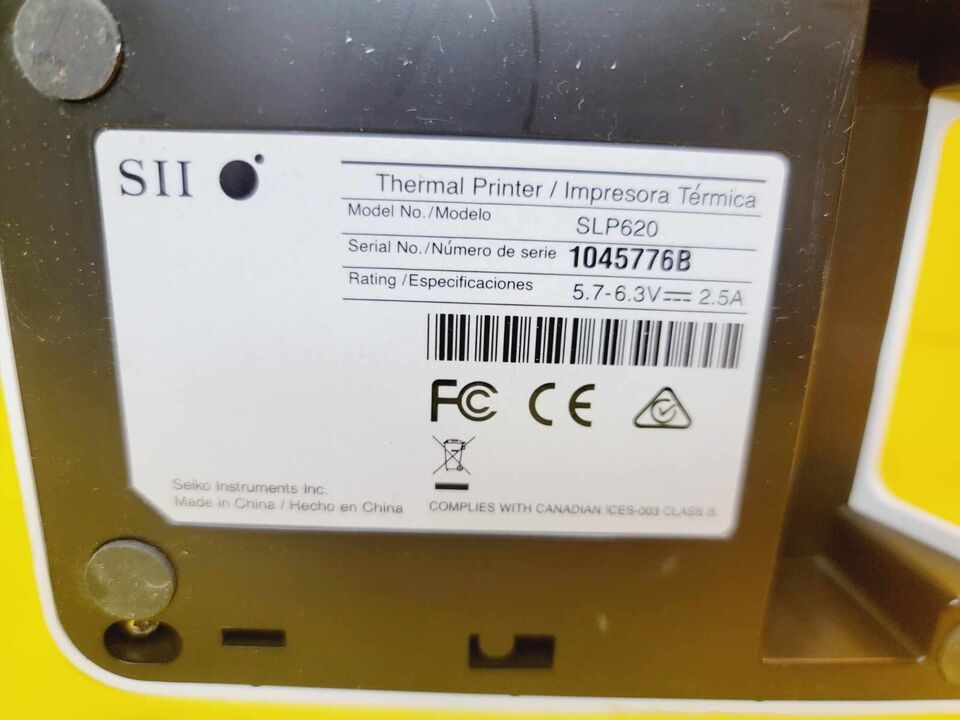 SII
Thermal Printer / Impresora Térmica
Model No./Modelo SLP620
Serial No./Número de serie 1045776B
Rating /Especificaciones 5.7-6.3V⎓ 2.5A
FC CE
Seiko Instruments Inc.
Made in China / Hecho en China
COMPLIES WITH CANADIAN ICES-003 CLASS B.